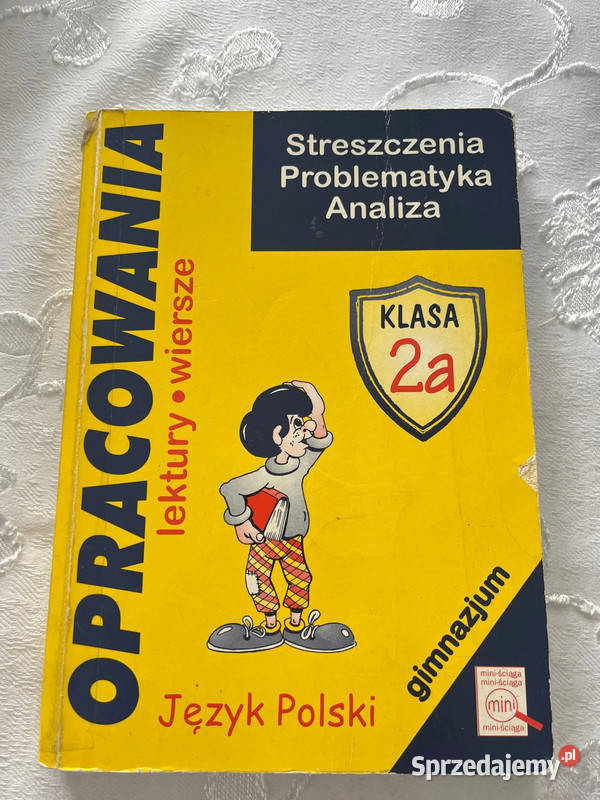 OPRACOWANIA
lektury • wiersze
Streszczenia
Problematyka
Analiza
KLASA
2a
gimnazjum
Język Polski
mini-ściąga
mini-ściąga
mini
mini-ściąga
Sprzedajemy.pl